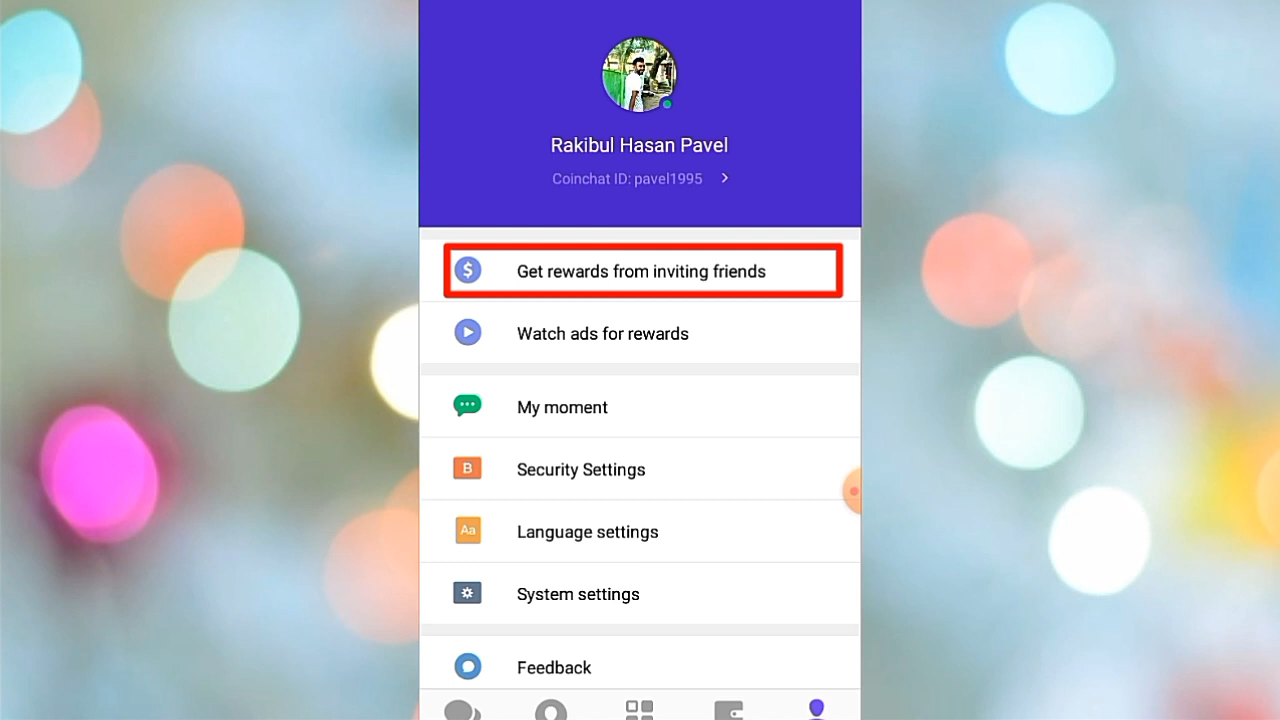 Rakibul Hasan Pavel
Coinchat ID: pavel1995
$ Get rewards from inviting friends
Watch ads for rewards
My moment
B Security Settings
Aa Language settings
System settings
Feedback